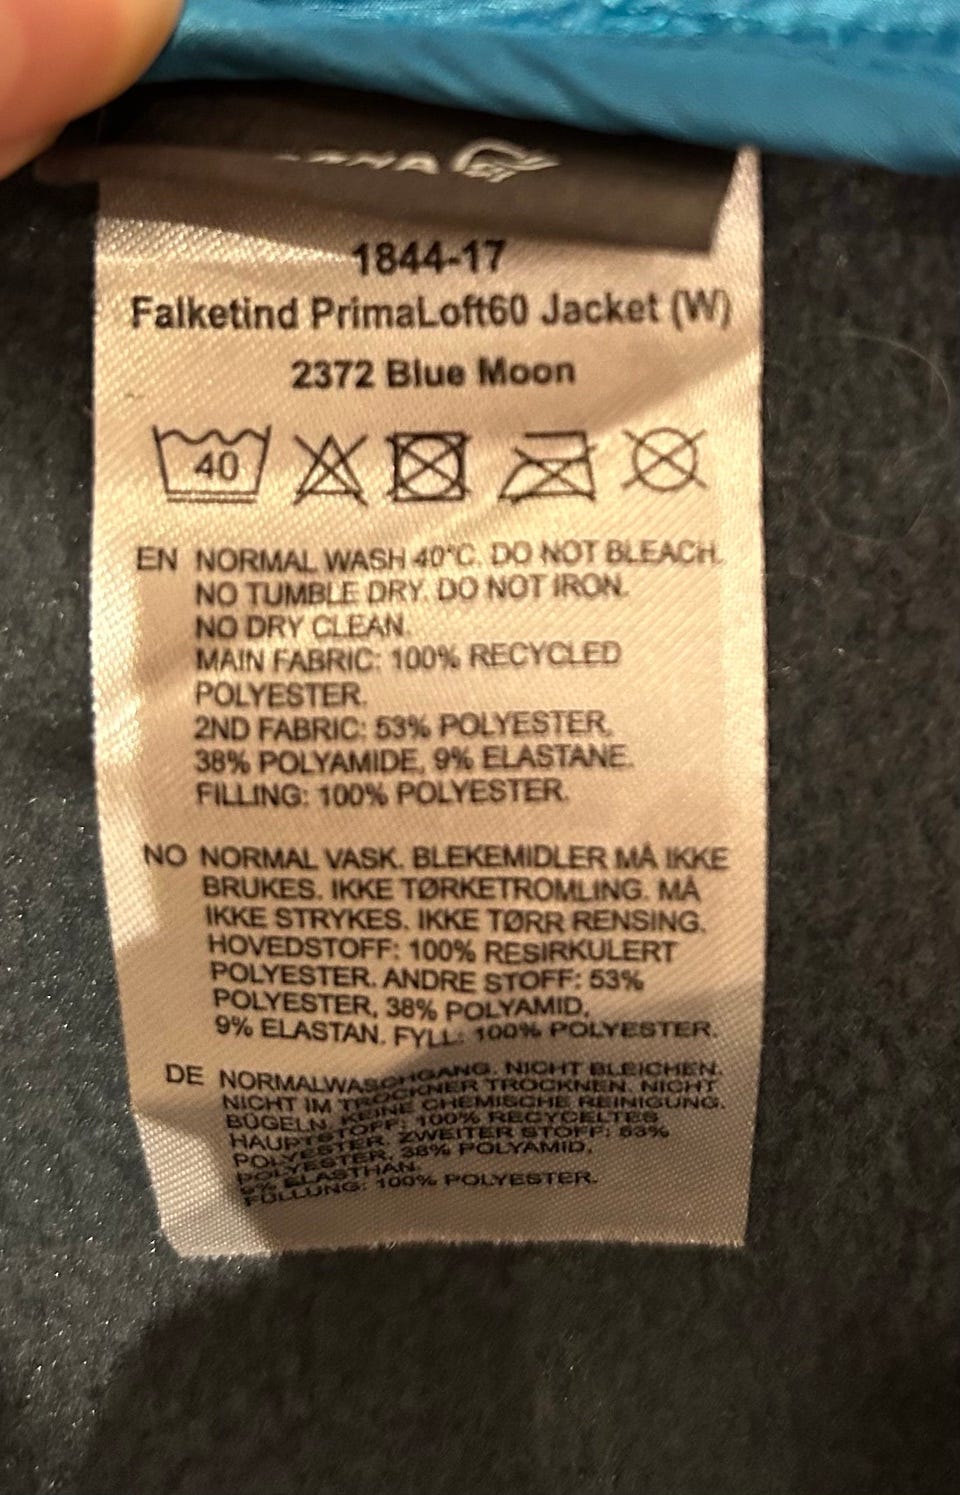 1844-17
Falketind PrimaLoft60 Jacket (W)
2372 Blue Moon
40
EN NORMAL WASH 40°C. DO NOT BLEACH.
NO TUMBLE DRY. DO NOT IRON.
NO DRY CLEAN.
MAIN FABRIC: 100% RECYCLED
POLYESTER.
2ND FABRIC: 53% POLYESTER,
38% POLYAMIDE, 9% ELASTANE.
FILLING: 100% POLYESTER.
NO NORMAL VASK. BLEKEMIDLER MÅ IKKE
BRUKES. IKKE TØRKETROMLING. MÅ
IKKE STRYKES. IKKE TØRR RENSING.
HOVEDSTOFF: 100% RESIRKULERT
POLYESTER. ANDRE STOFF: 53%
POLYESTER, 38% POLYAMID,
9% ELASTAN. FYLL: 100% POLYESTER.
DE NORMALWASCHGANG. NICHT BLEICHEN.
NICHT IM TROCKNER TROCKNEN. NICHT
BÜGELN. KEINE CHEMISCHE REINIGUNG.
HAUPTSTOFF: 100% RECYCELTES
POLYESTER. ZWEITER STOFF: 53%
POLYESTER, 38% POLYAMID,
9% ELASTHAN.
FÜLLUNG: 100% POLYESTER.